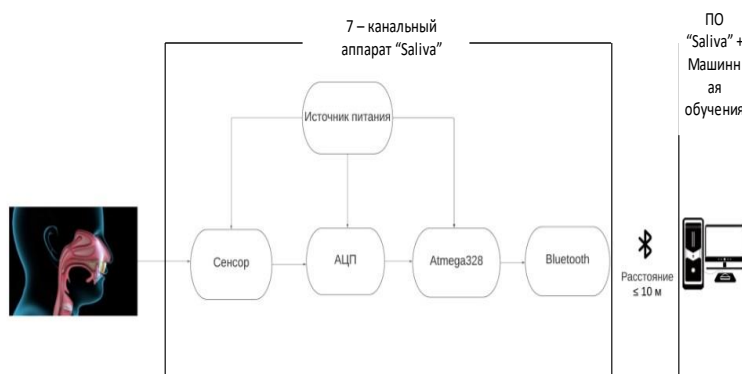 7 – канальный
аппарат “Saliva”
ПО
“Saliva” +
Машинн
ая
обучения
Источник питания
Сенсор
АЦП
Atmega328
Bluetooth
Расстояние
≤ 10 м